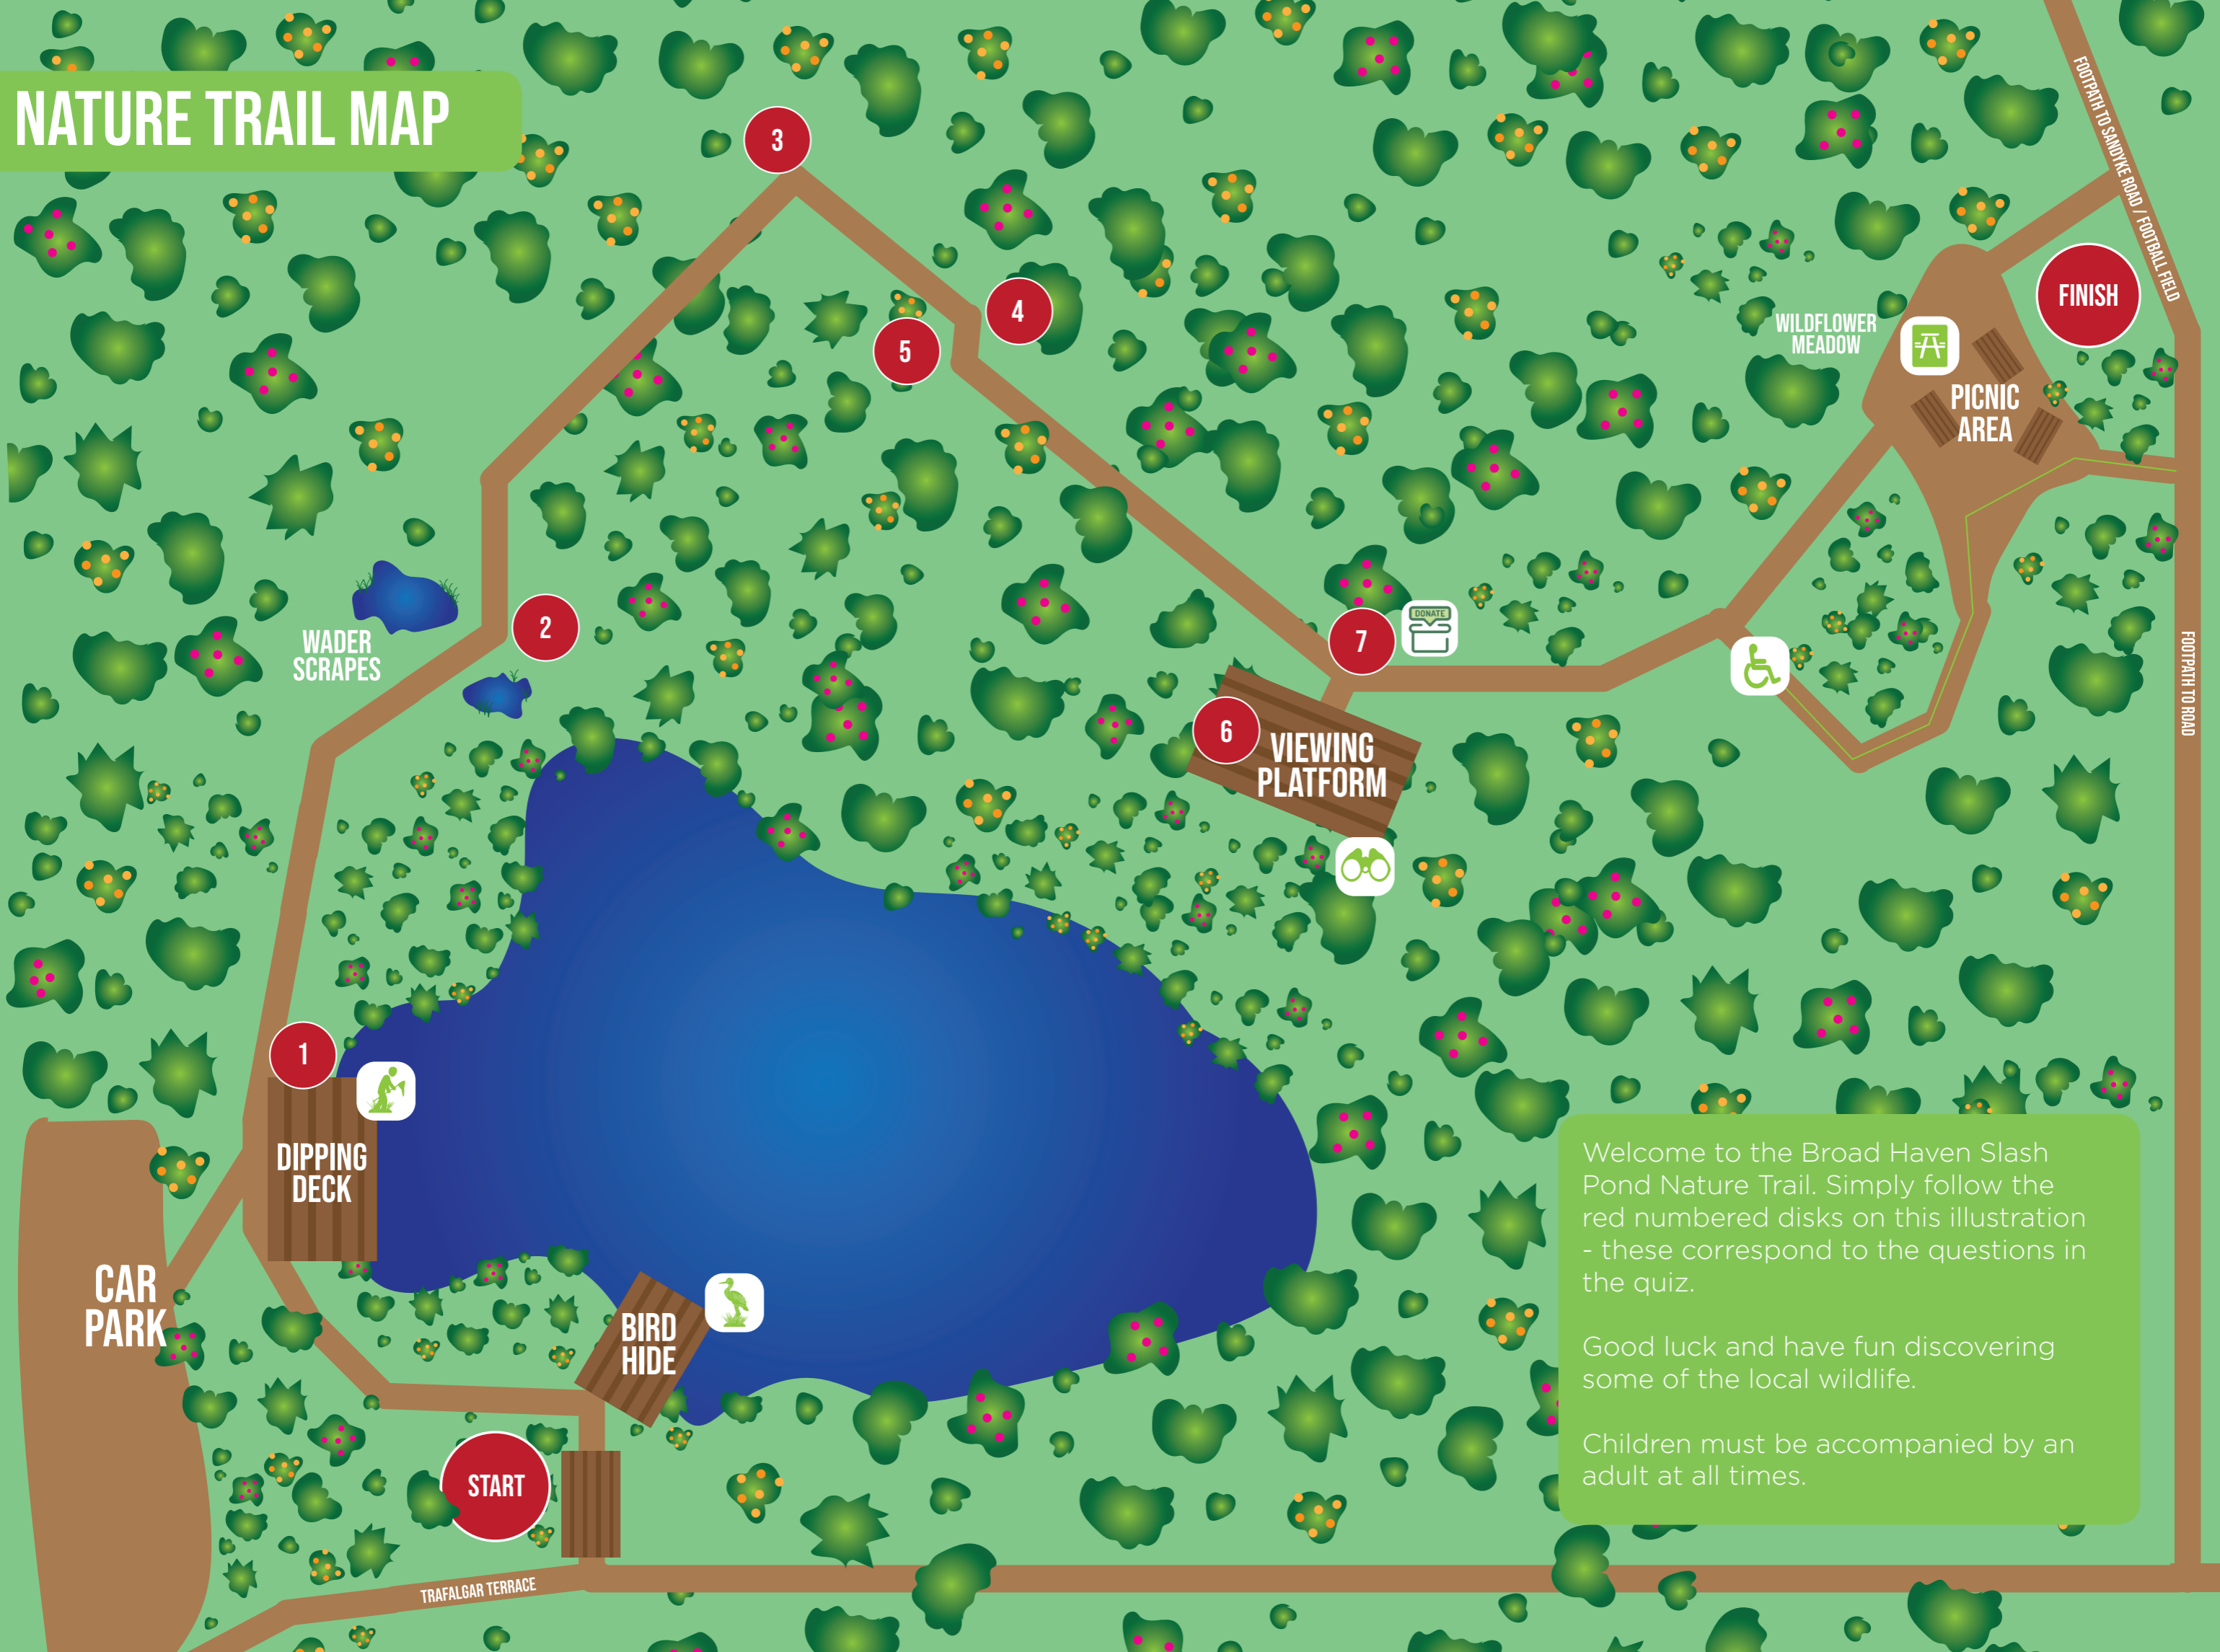 NATURE TRAIL MAP
FOOTPATH TO SANDYKE ROAD / FOOTBALL FIELD
3
FINISH
4
WILDFLOWER
MEADOW
5
PICNIC
AREA
2
7
DONATE
WADER
SCRAPES
FOOTPATH TO ROAD
6
VIEWING
PLATFORM
1
DIPPING
DECK
CAR
PARK
BIRD
HIDE
START
TRAFALGAR TERRACE
Welcome to the Broad Haven Slash
Pond Nature Trail. Simply follow the
red numbered disks on this illustration
- these correspond to the questions in
the quiz.
Good luck and have fun discovering
some of the local wildlife.
Children must be accompanied by an
adult at all times.